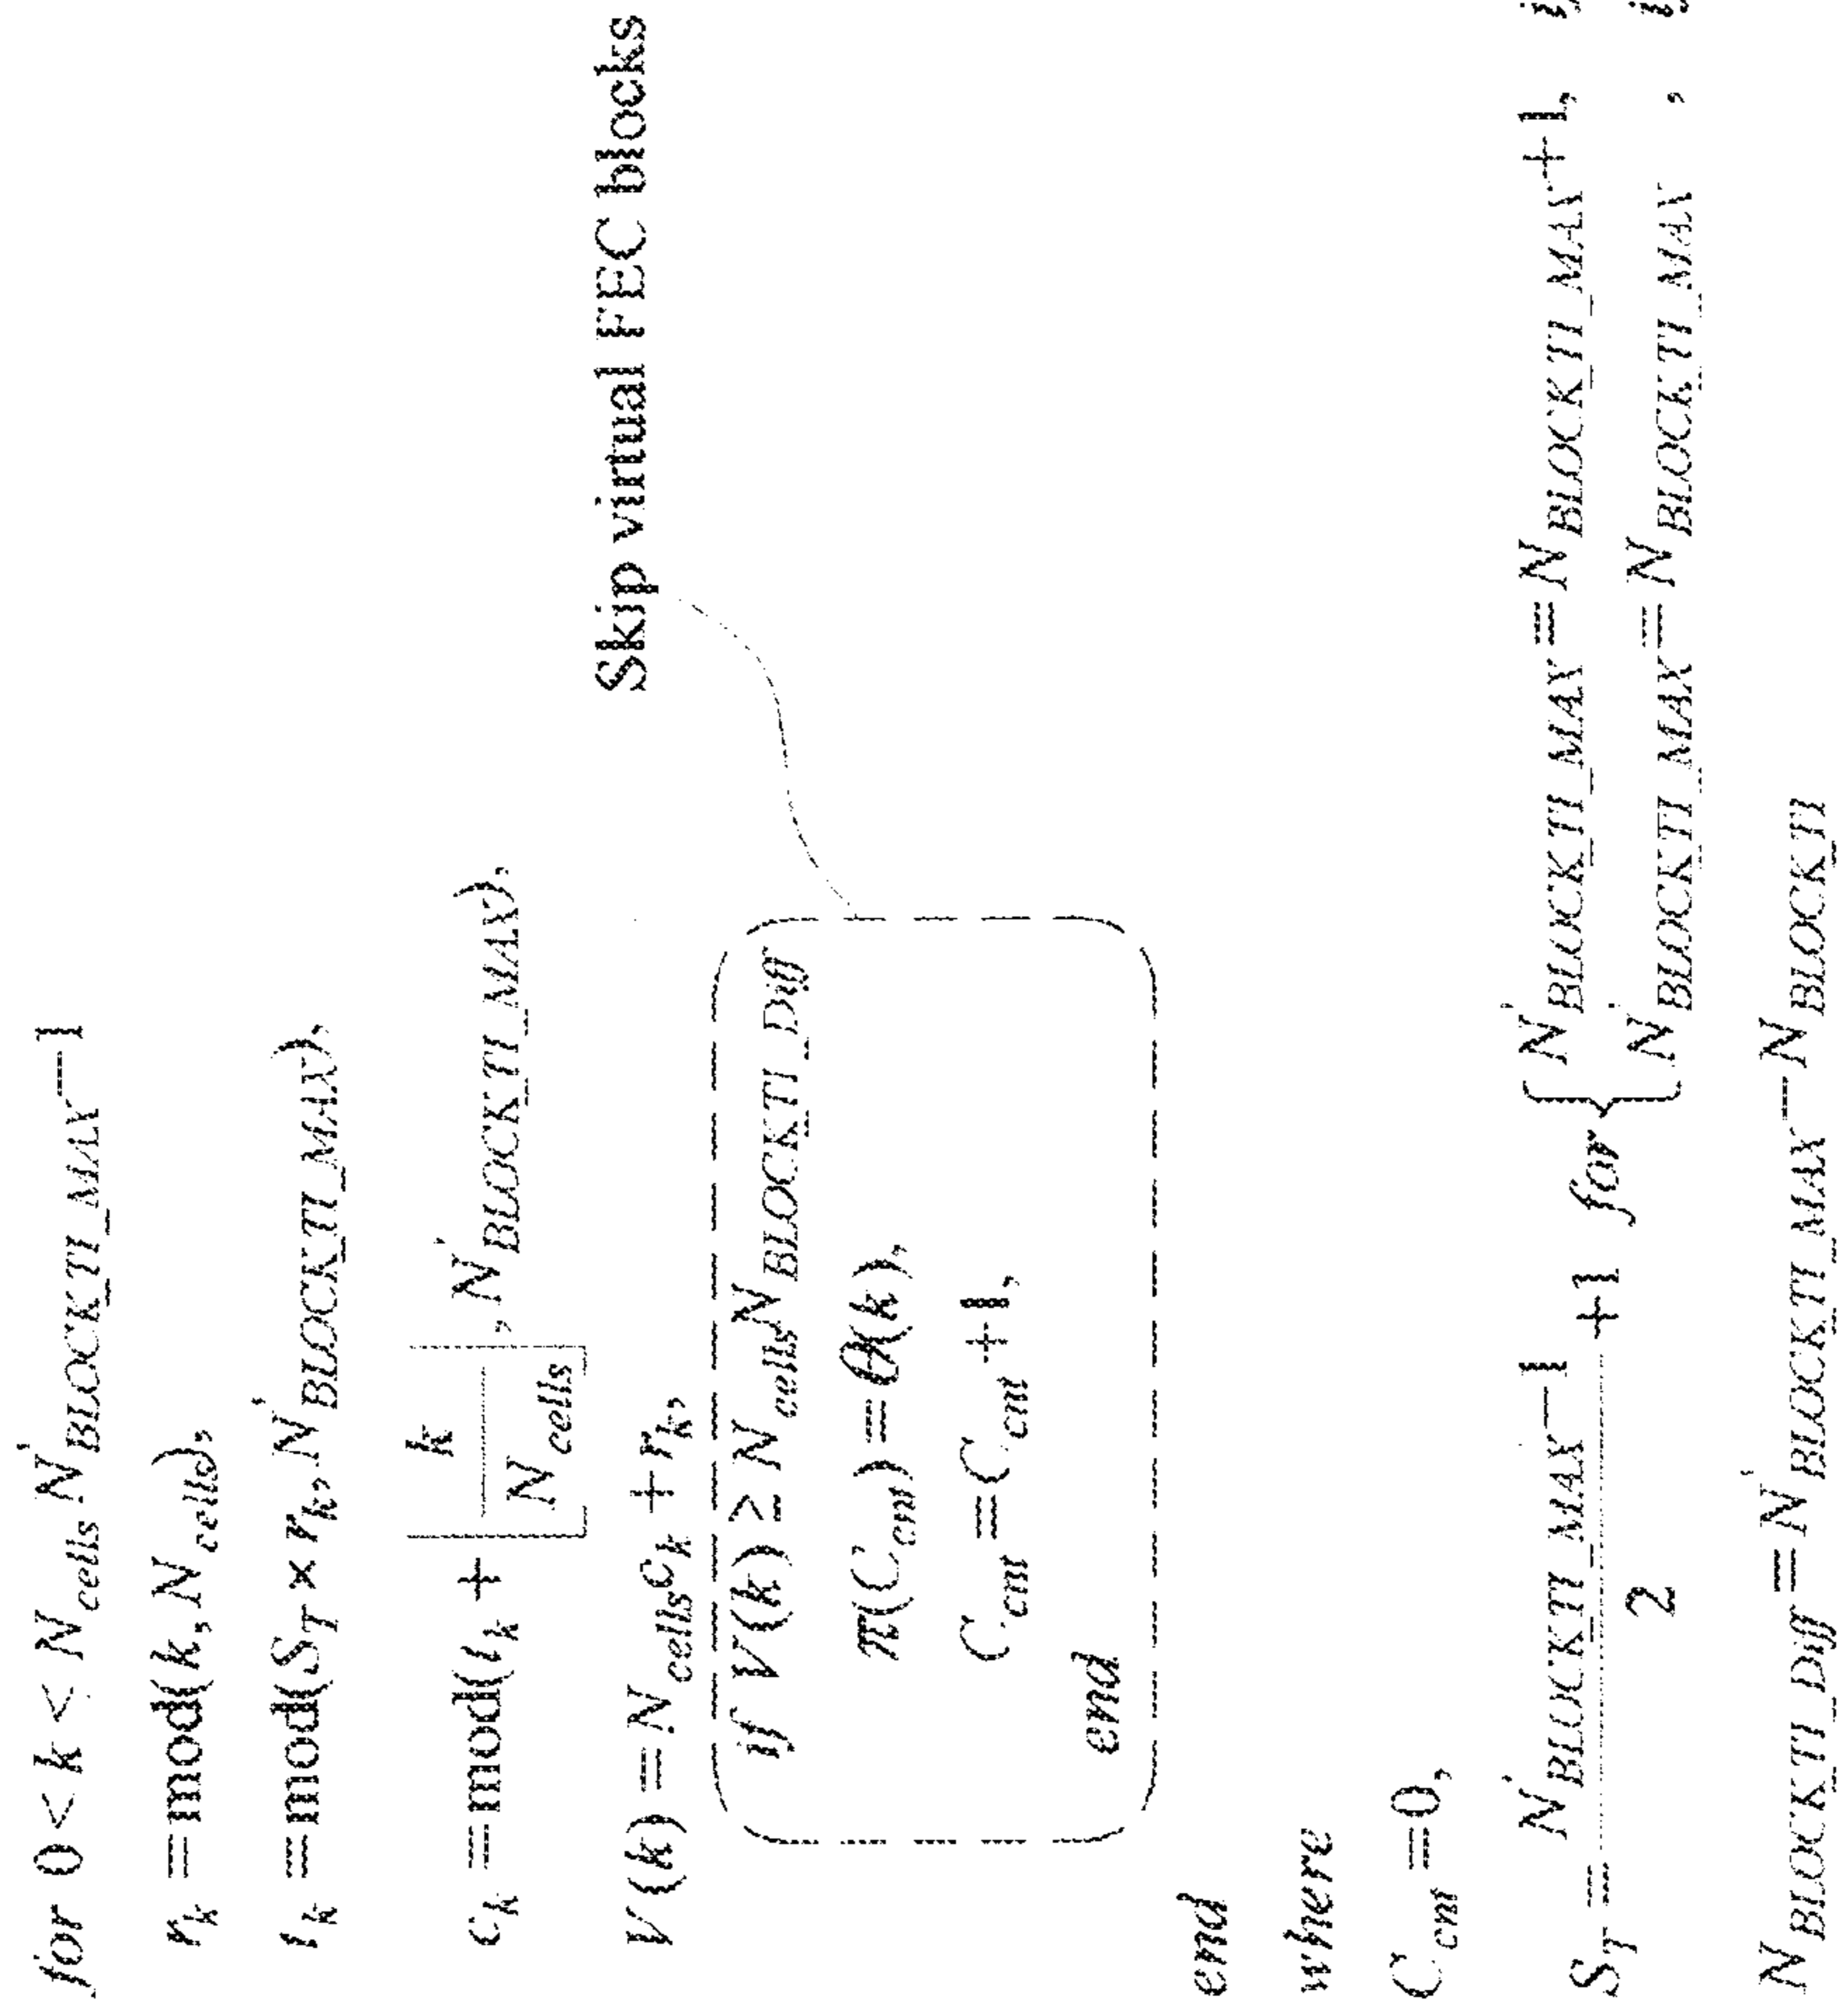 for 0<k<N_cells N'_BLOCK_TI_MAX −1
r_k =mod(k, N_cells),
t_k =mod(S_T × r_k, N'_BLOCK_TI_MAX),
c_k =mod(t_k + ⌊k / N_cells⌋, N'_BLOCK_TI_MAX),
V(k) =N_cells c_k + r_k,
Skip virtual FEC blocks
if V(k) ≥ N_cells N'_BLOCK_TI_Diff
π(C_cnt) =θ(k),
C_cnt =C_cnt +1,
end
end
where
C_cnt =0,
S_T = (N'_BLOCK_TI_MAX −1) / 2 +1 for { N'_BLOCK_TI_MAX =N_BLOCK_TI_MAX +1,
N'_BLOCK_TI_MAX =N_BLOCK_TI_MAX ,
N_BLOCK_TI_Diff =N'_BLOCK_TI_MAX −N_BLOCK_TI